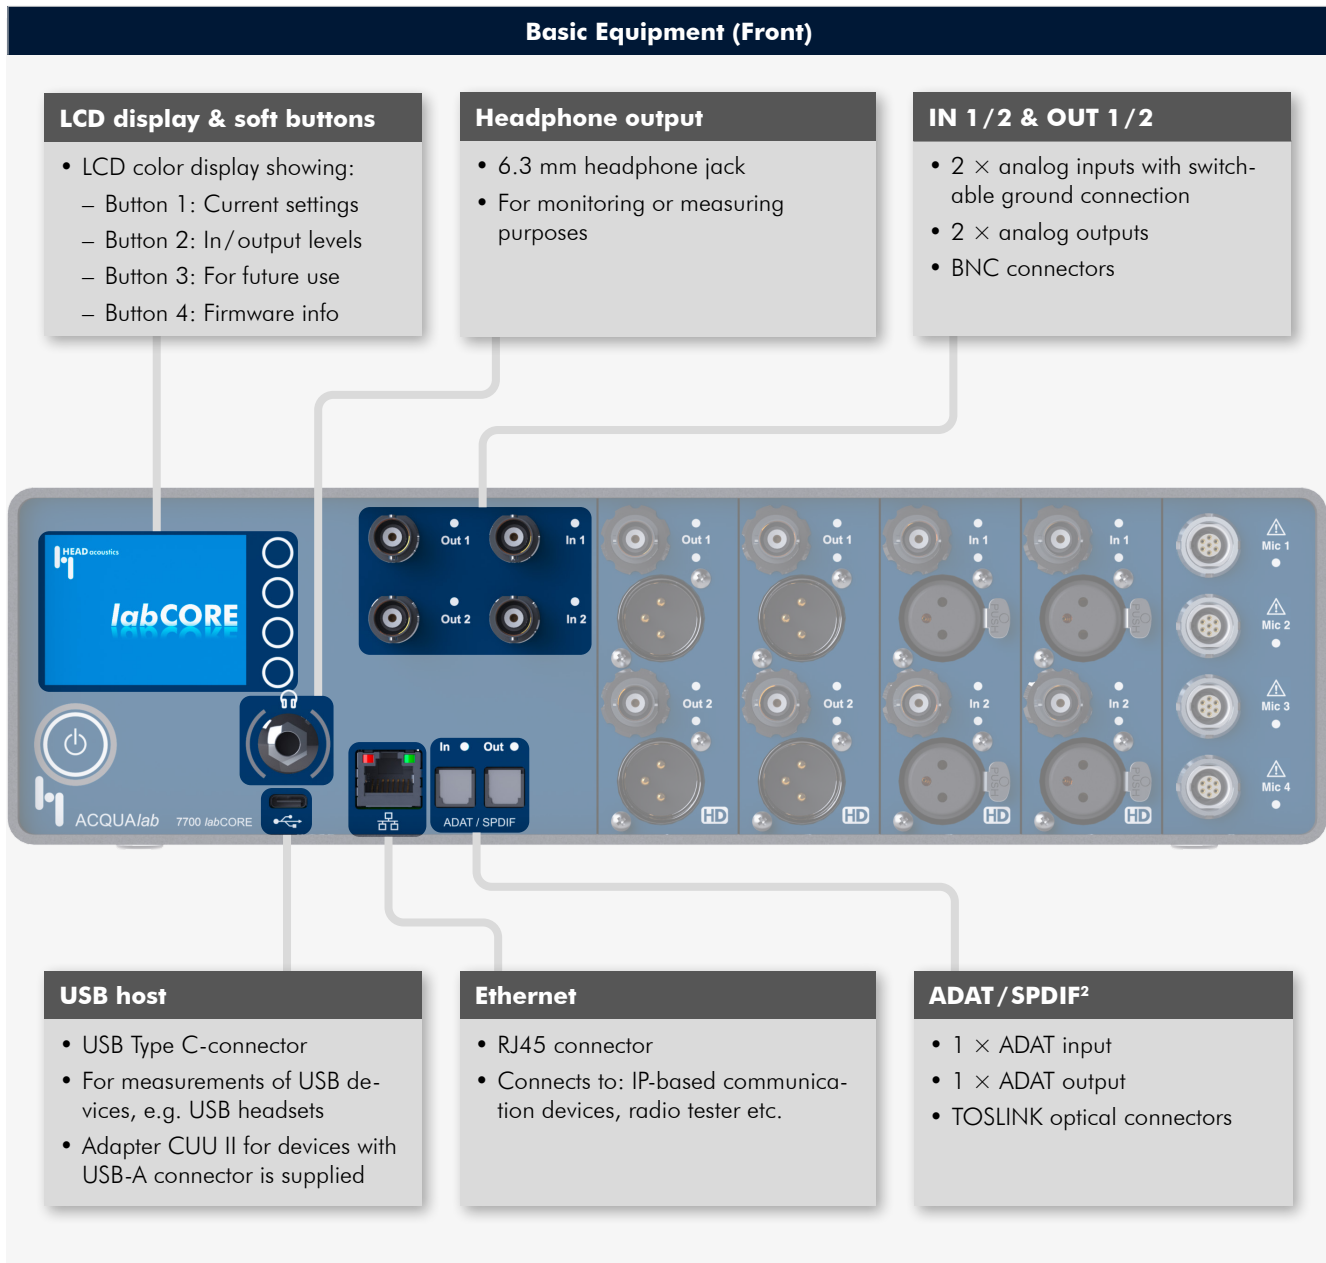 Basic Equipment (Front)
LCD display & soft buttons
• LCD color display showing:
– Button 1: Current settings
– Button 2: In/output levels
– Button 3: For future use
– Button 4: Firmware info
Headphone output
• 6.3 mm headphone jack
• For monitoring or measuring
purposes
IN 1/2 & OUT 1/2
• 2 × analog inputs with switch-
able ground connection
• 2 × analog outputs
• BNC connectors
HEAD acoustics
labCORE
Out 1
In 1
Out 2
In 2
Out 1
Out 1
In 1
In 1
PUSH
PUSH
Out 2
Out 2
In 2
In 2
PUSH
PUSH
HD
HD
HD
HD
Mic 1
Mic 2
Mic 3
Mic 4
In
Out
ADAT / SPDIF
ACQUAlab
7700 labCORE
USB host
• USB Type C-connector
• For measurements of USB de-
vices, e.g. USB headsets
• Adapter CUU II for devices with
USB-A connector is supplied
Ethernet
• RJ45 connector
• Connects to: IP-based communica-
tion devices, radio tester etc.
ADAT/SPDIF²
• 1 × ADAT input
• 1 × ADAT output
• TOSLINK optical connectors